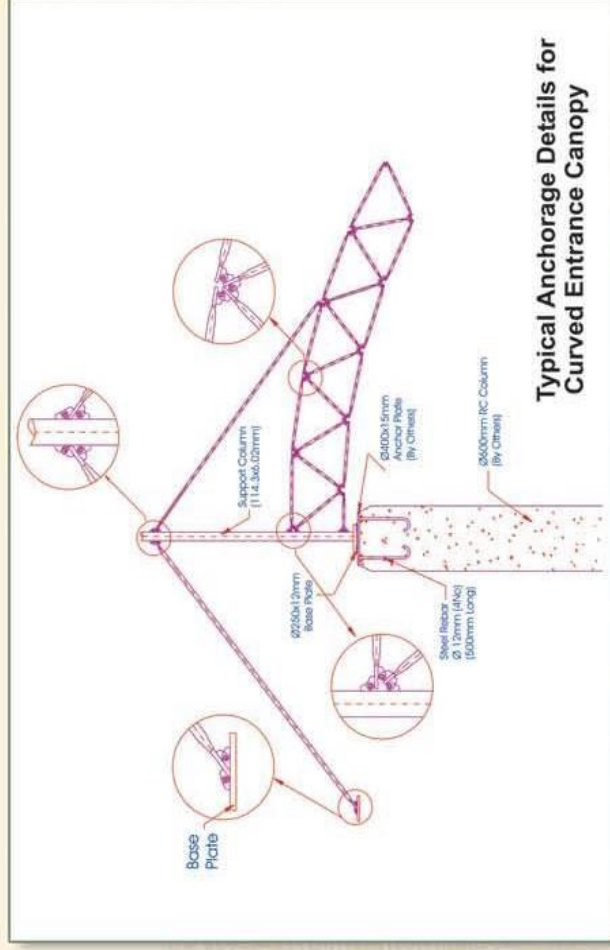 Support Column
(114.3x6.02mm)
Ø250x12mm
Base Plate
Ø400x15mm
Anchor Plate
(By Others)
Ø600mm RC Column
(By Others)
Steel Rebar
Ø 12mm (4No)
(500mm Long)
Base
Plate
Typical Anchorage Details for
Curved Entrance Canopy